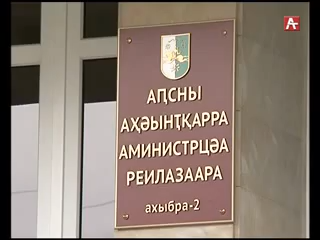 АԤСНЫ
АҲӘЫНҬҚАРРА
АМИНИСТРЦӘА
РЕИЛАЗААРА
ахыбра-2